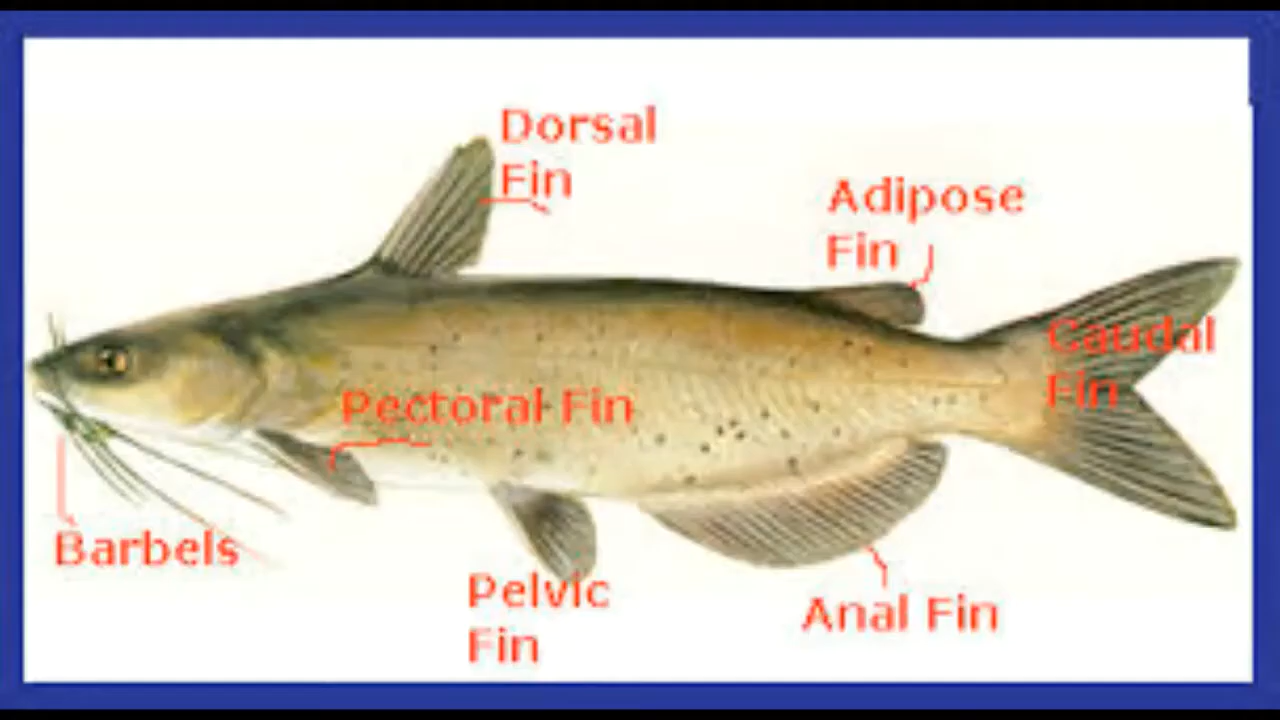 Dorsal
Fin
Adipose
Fin
Caudal
Fin
Pectoral Fin
Barbels
Pelvic
Fin
Anal Fin